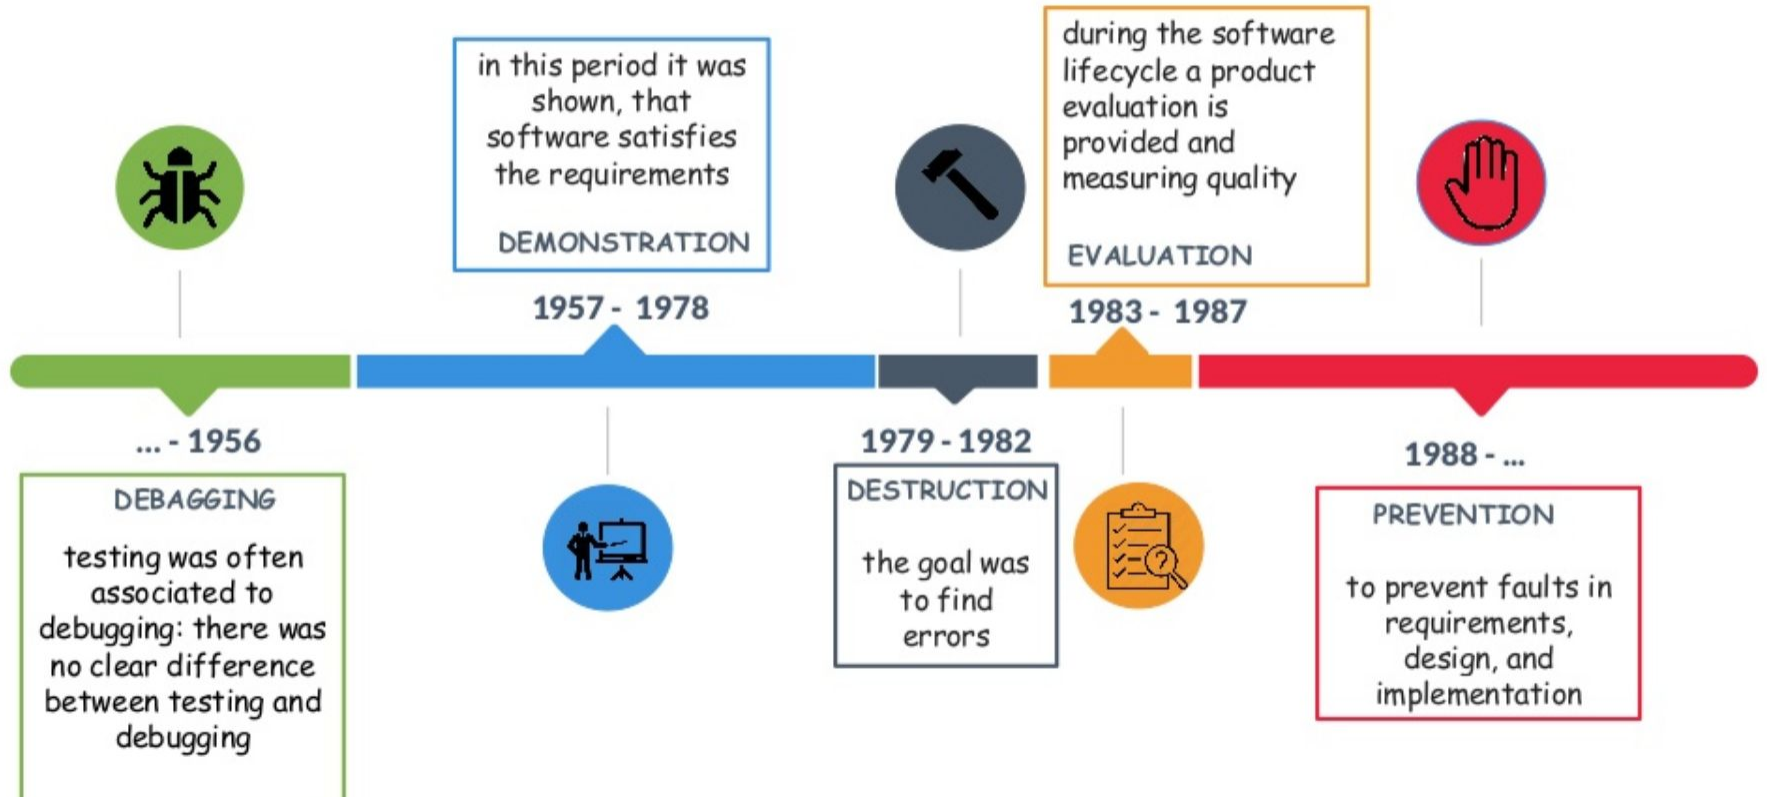 ... - 1956
DEBAGGING
testing was often
associated to
debugging: there was
no clear difference
between testing and
debugging
in this period it was
shown, that
software satisfies
the requirements
DEMONSTRATION
1957 - 1978
1979 - 1982
DESTRUCTION
the goal was
to find
errors
during the software
lifecycle a product
evaluation is
provided and
measuring quality
EVALUATION
1983 - 1987
?
1988 - ...
PREVENTION
to prevent faults in
requirements,
design, and
implementation